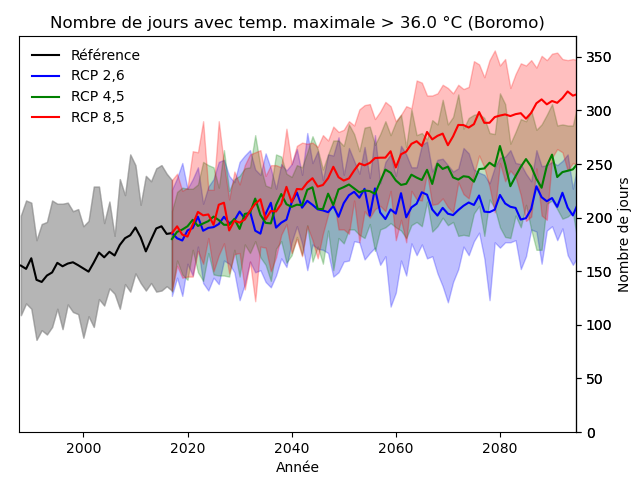 Nombre de jours avec temp. maximale > 36.0 °C (Boromo)
Référence
RCP 2,6
RCP 4,5
RCP 8,5
350
300
250
200
150
100
50
0
Nombre de jours
2000
2020
2040
2060
2080
Année